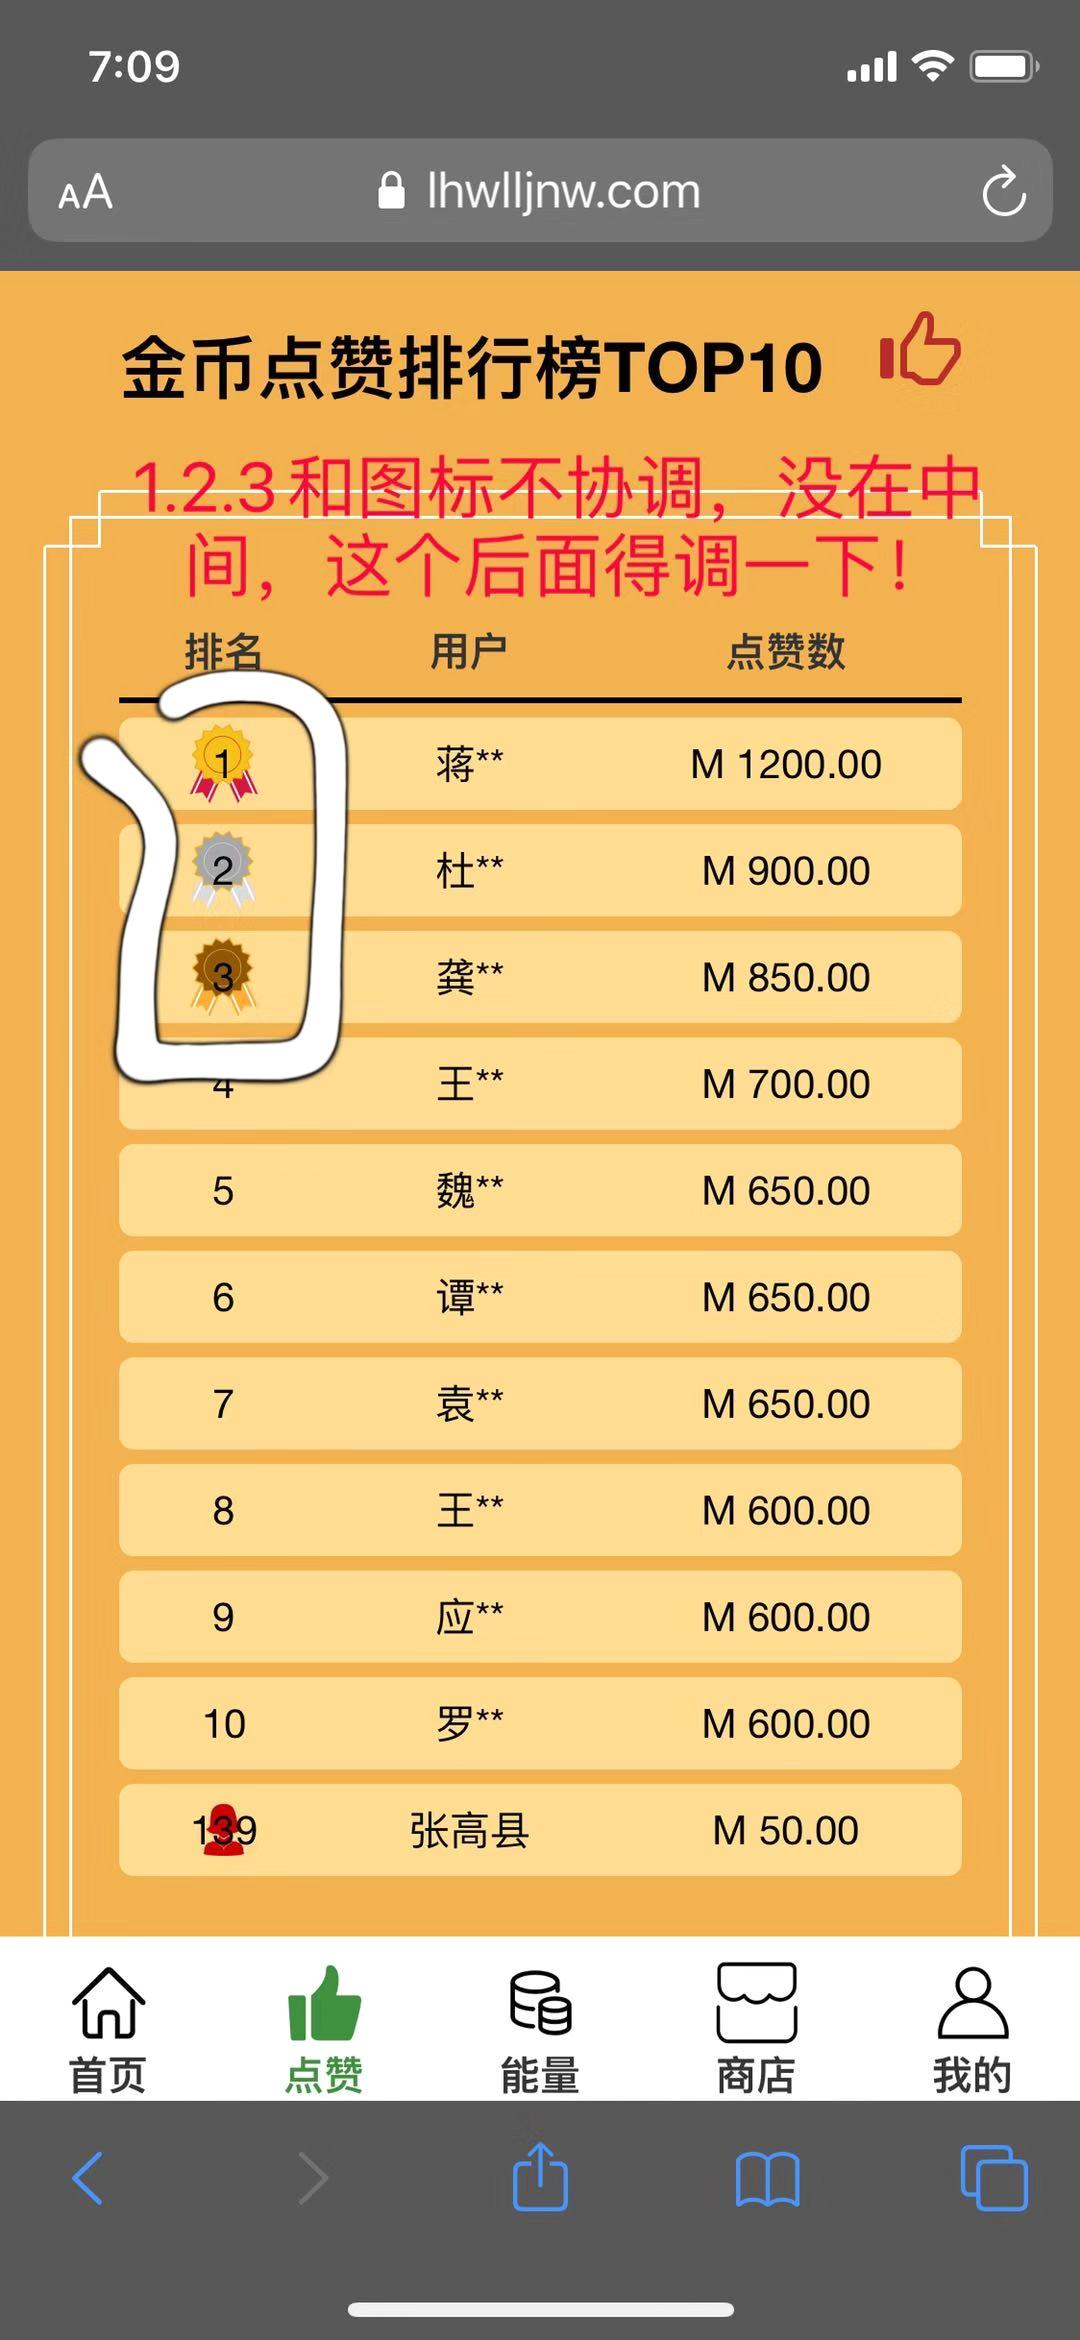 7:09
AA lhwlljnw.com
金币点赞排行榜TOP10
1.2.3和图标不协调，没在中
间，这个后面得调一下！
排名 用户 点赞数
1 蒋** M 1200.00
2 杜** M 900.00
3 龚** M 850.00
4 王** M 700.00
5 魏** M 650.00
6 谭** M 650.00
7 袁** M 650.00
8 王** M 600.00
9 应** M 600.00
10 罗** M 600.00
139 张高县 M 50.00
首页 点赞 能量 商店 我的